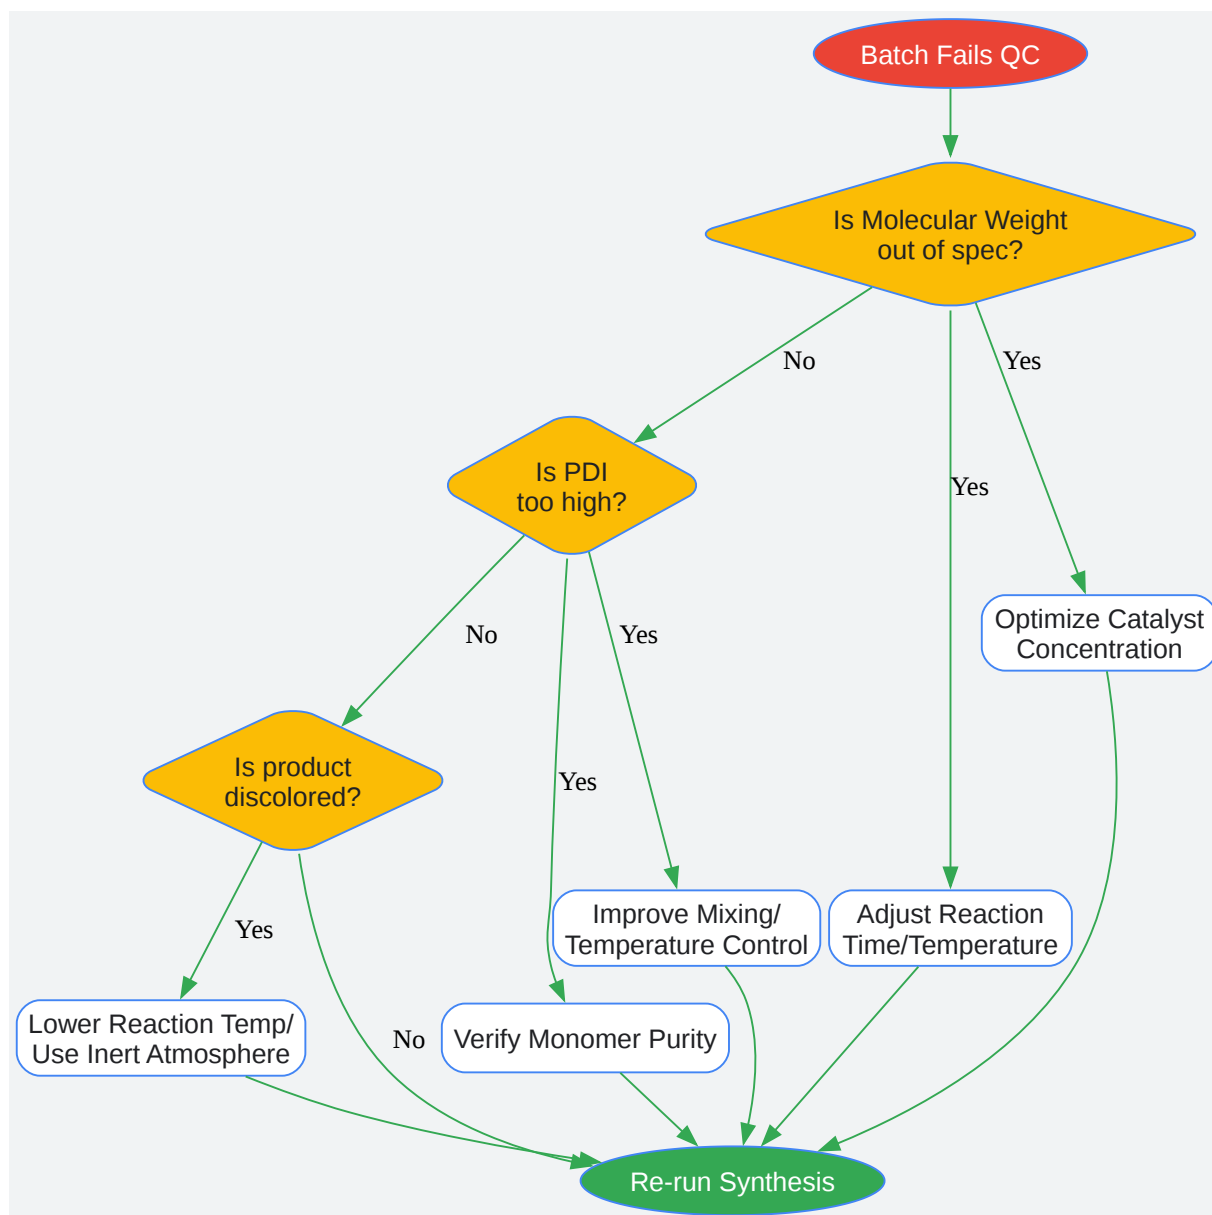 Batch Fails QC
Is Molecular Weight
out of spec?
No
Yes
Is PDI
too high?
Yes
Optimize Catalyst
Concentration
No
Yes
Is product
discolored?
Yes
Improve Mixing/
Temperature Control
Adjust Reaction
Time/Temperature
Yes
Lower Reaction Temp/
Use Inert Atmosphere
No
Verify Monomer Purity
Re-run Synthesis